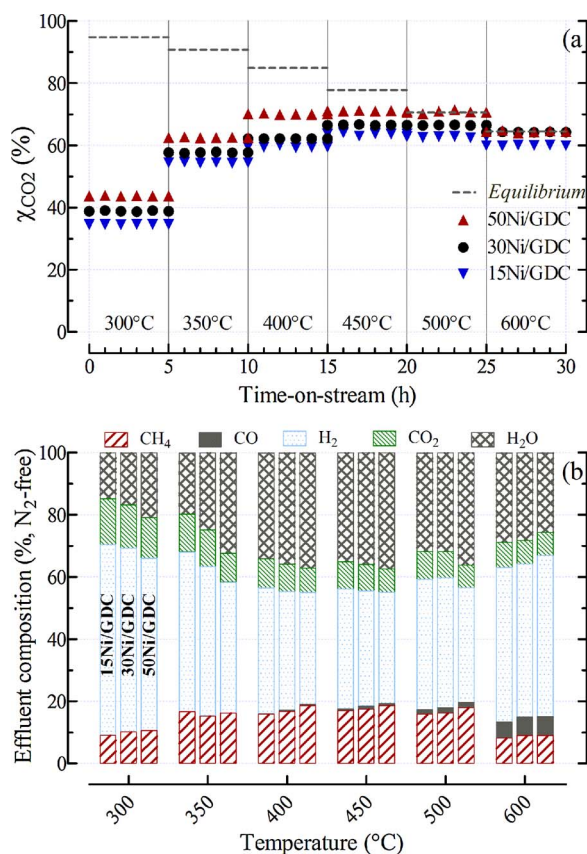 (a
100
80
60
40
20
0
χCO2 (%)
Equilibrium
50Ni/GDC
30Ni/GDC
15Ni/GDC
300°C 350°C 400°C 450°C 500°C 600°C
0 5 10 15 20 25 30
Time-on-stream (h)
CH4 CO H2 CO2 H2O
(b
100
80
60
40
20
0
Effluent composition (%, N2-free)
15Ni/GDC
30Ni/GDC
50Ni/GDC
300 350 400 450 500 600
Temperature (°C)